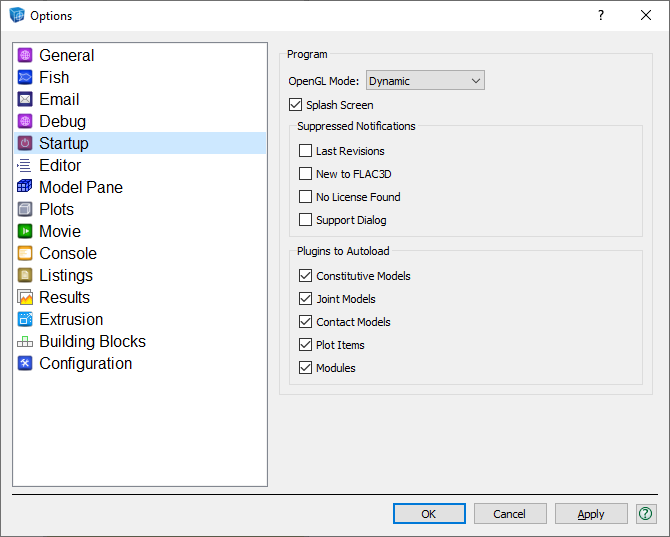 Options
?
General
Fish
Email
Debug
Startup
Editor
Model Pane
Plots
Movie
Console
Listings
Results
Extrusion
Building Blocks
Configuration
Program
OpenGL Mode: Dynamic
Splash Screen
Suppressed Notifications
Last Revisions
New to FLAC3D
No License Found
Support Dialog
Plugins to Autoload
Constitutive Models
Joint Models
Contact Models
Plot Items
Modules
OK Cancel Apply ?